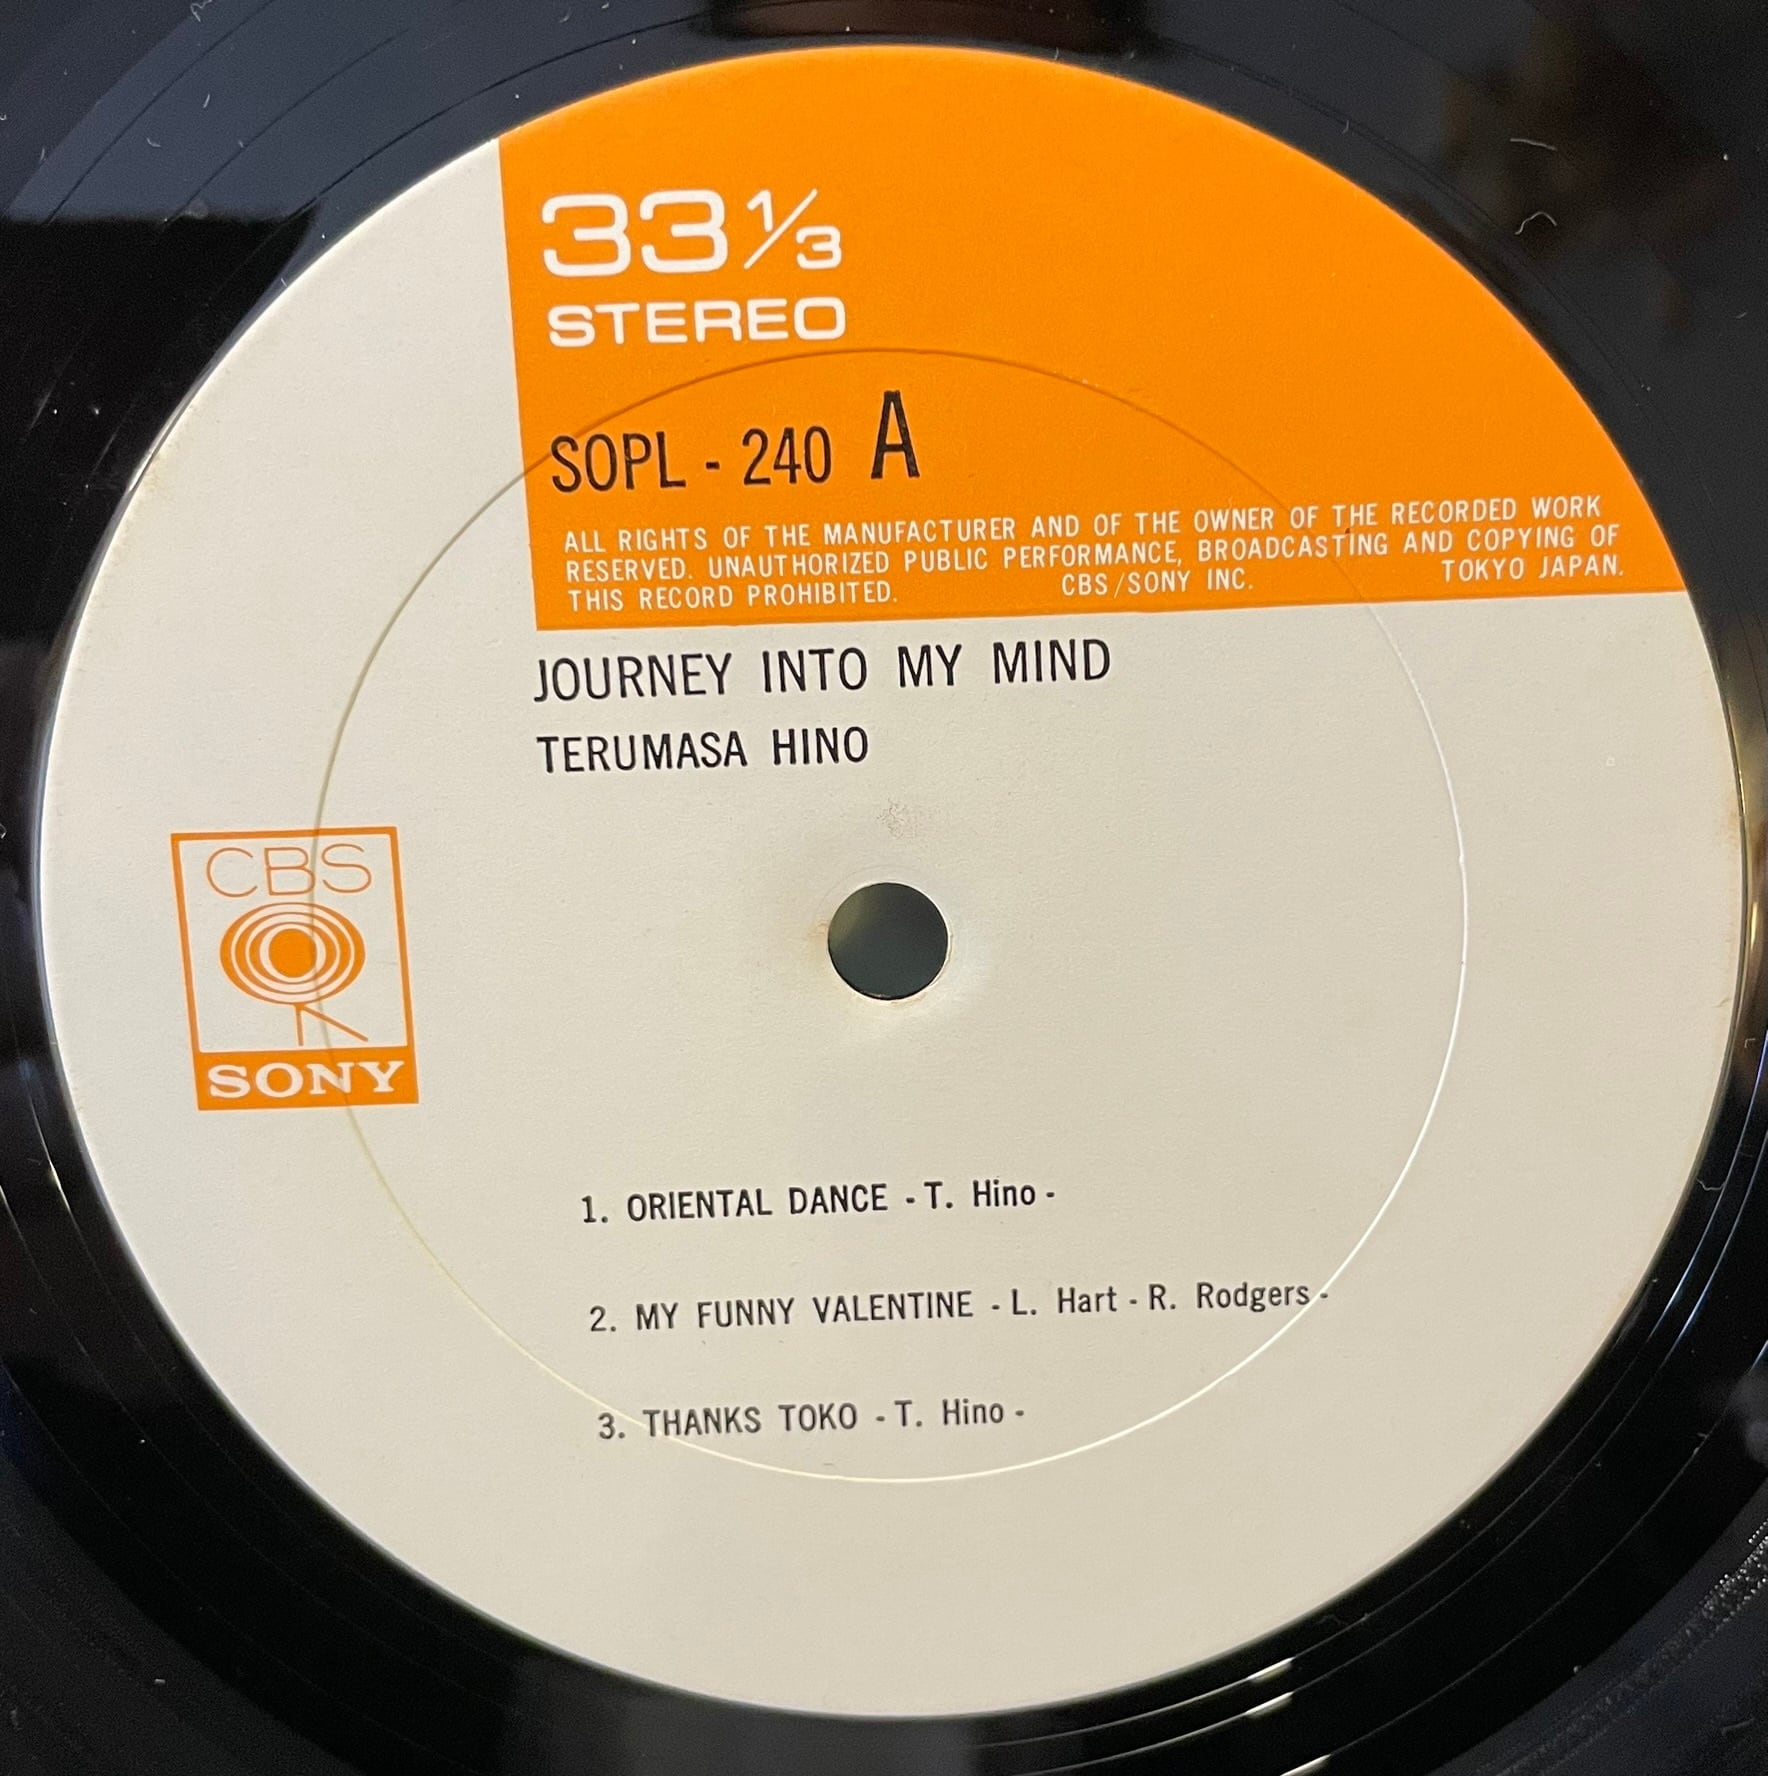 33 1/3
STEREO
SOPL - 240 A
ALL RIGHTS OF THE MANUFACTURER AND OF THE OWNER OF THE RECORDED WORK
RESERVED. UNAUTHORIZED PUBLIC PERFORMANCE, BROADCASTING AND COPYING OF
THIS RECORD PROHIBITED. CBS/SONY INC. TOKYO JAPAN.
JOURNEY INTO MY MIND
TERUMASA HINO
CBS
SONY
1. ORIENTAL DANCE - T. Hino -
2. MY FUNNY VALENTINE - L. Hart - R. Rodgers -
3. THANKS TOKO - T. Hino -